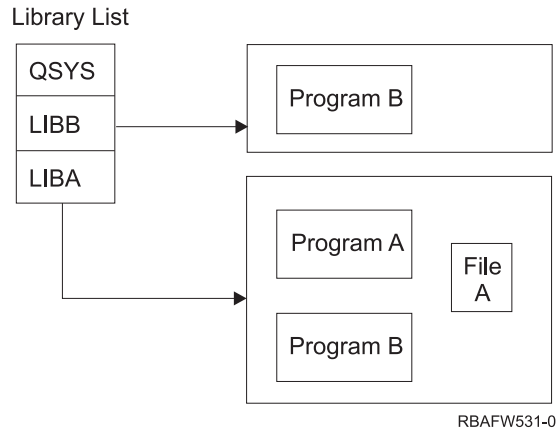 Library List
QSYS
LIBB
LIBA
Program B
Program A
File
A
Program B
RBAFW531-0